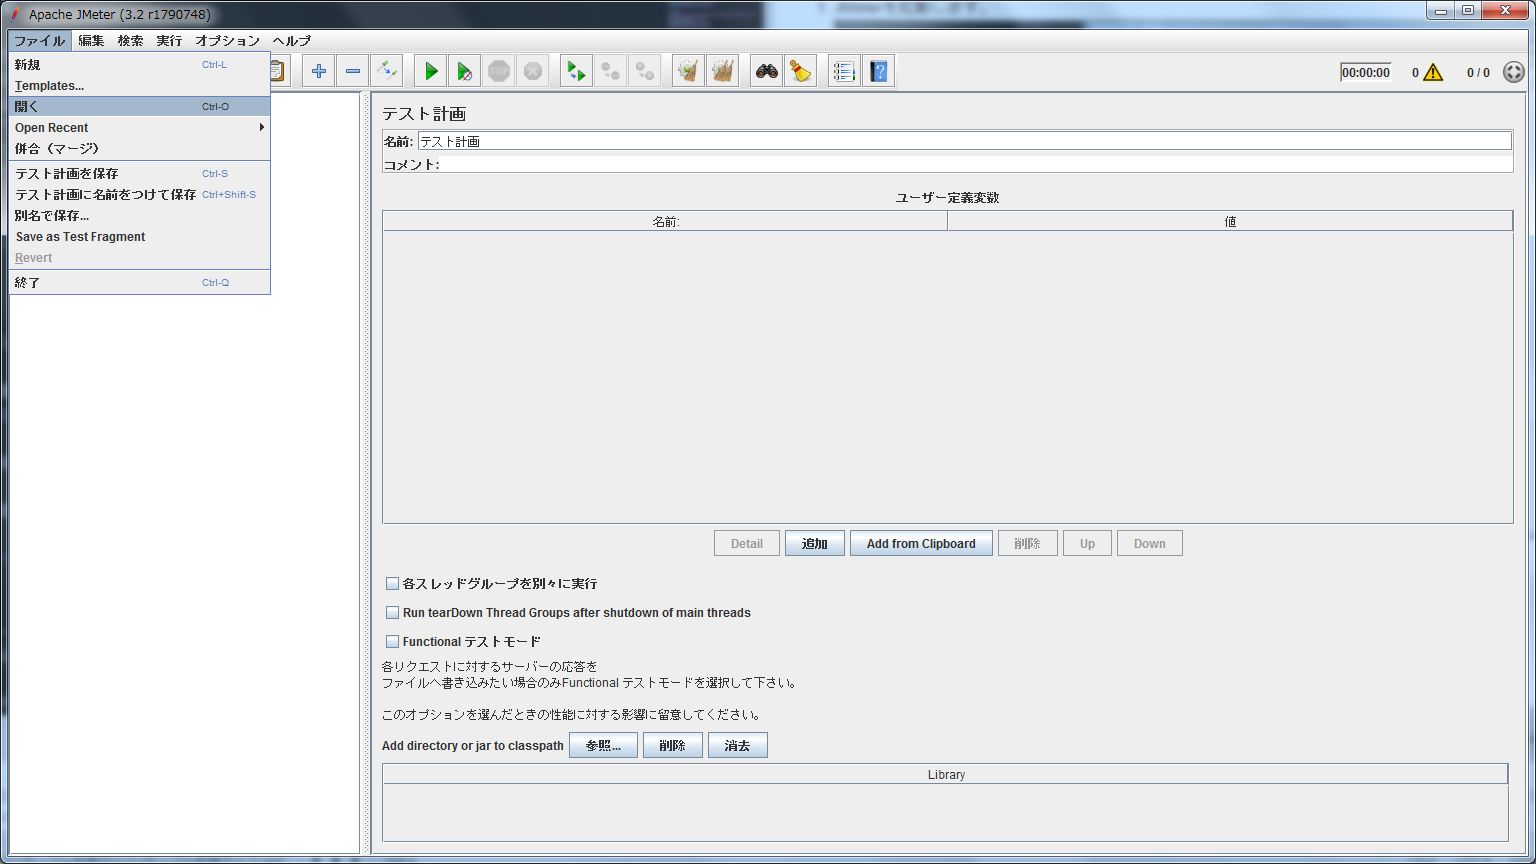 Apache JMeter (3.2 r1790748)
ファイル 編集 検索 実行 オプション ヘルプ
新規 Ctrl-L
Templates...
開く Ctrl-O
Open Recent
併合（マージ）
テスト計画を保存 Ctrl-S
テスト計画に名前をつけて保存 Ctrl+Shift-S
別名で保存...
Save as Test Fragment
Revert
終了 Ctrl-Q
STOP
00:00:00 0 0 / 0
テスト計画
名前: テスト計画
コメント:
ユーザー定義変数
名前: 値
Detail 追加 Add from Clipboard 削除 Up Down
各スレッドグループを別々に実行
Run tearDown Thread Groups after shutdown of main threads
Functional テストモード
各リクエストに対するサーバーの応答を
ファイルへ書き込みたい場合のみFunctional テストモードを選択して下さい。
このオプションを選んだときの性能に対する影響に留意してください。
Add directory or jar to classpath 参照... 削除 消去
Library